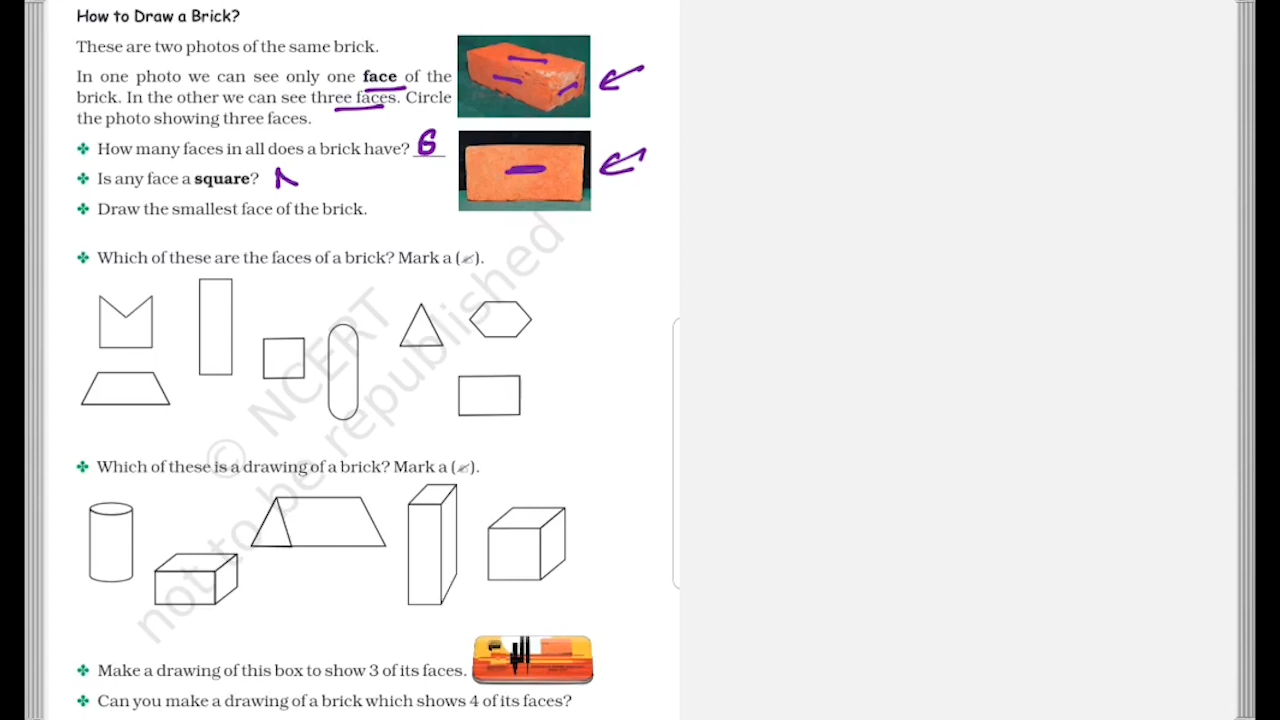 How to Draw a Brick?
These are two photos of the same brick.
In one photo we can see only one face of the
brick. In the other we can see three faces. Circle
the photo showing three faces.
❖ How many faces in all does a brick have? 6
❖ Is any face a square?
❖ Draw the smallest face of the brick.
❖ Which of these are the faces of a brick? Mark a ( ).
❖ Which of these is a drawing of a brick? Mark a ( ).
❖ Make a drawing of this box to show 3 of its faces.
❖ Can you make a drawing of a brick which shows 4 of its faces?
© NCERT
not to be republished